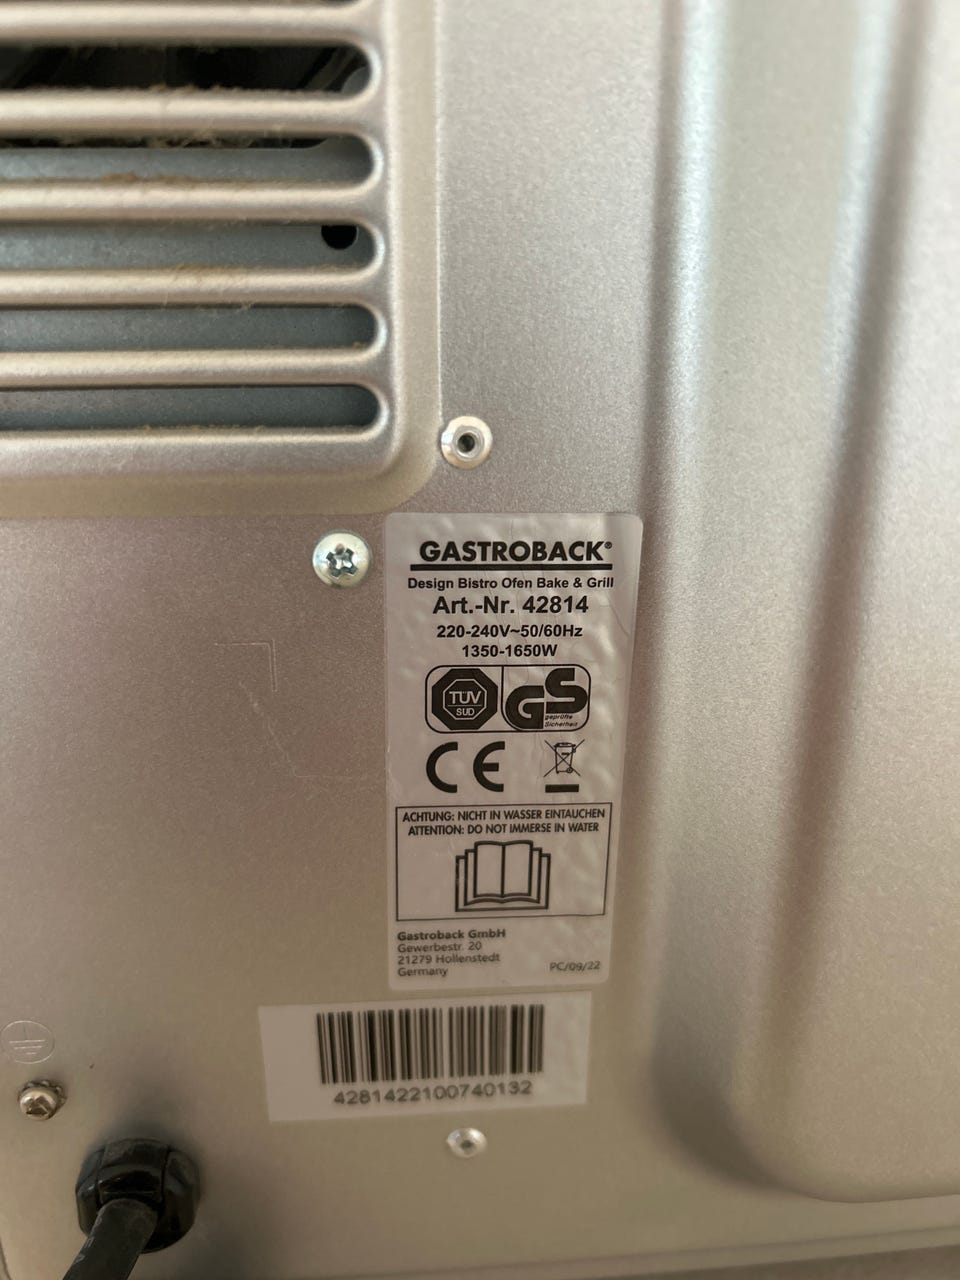 GASTROBACK®
Design Bistro Ofen Bake & Grill
Art.-Nr. 42814
220-240V~50/60Hz
1350-1650W
TÜV
SÜD
GS
geprüfte
Sicherheit
CE
ACHTUNG: NICHT IN WASSER EINTAUCHEN
ATTENTION: DO NOT IMMERSE IN WATER
Gastroback GmbH
Gewerbestr. 20
21279 Hollenstedt
Germany
PC/09/22
4281422100740132